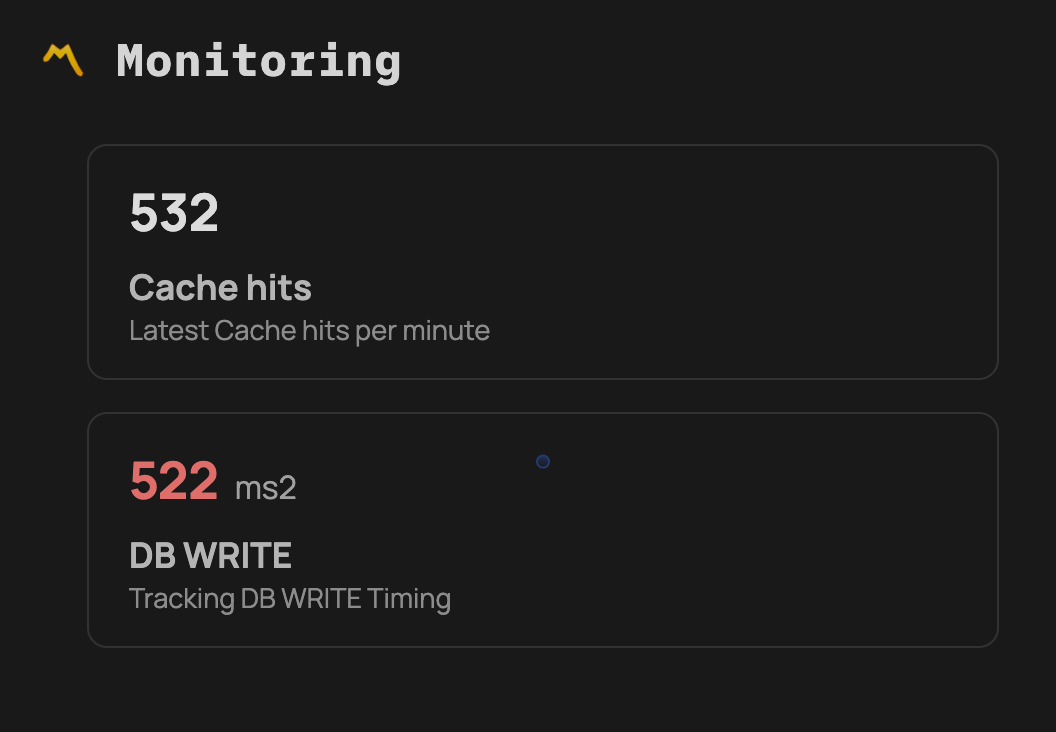 Monitoring
532
Cache hits
Latest Cache hits per minute
522 ms2
DB WRITE
Tracking DB WRITE Timing